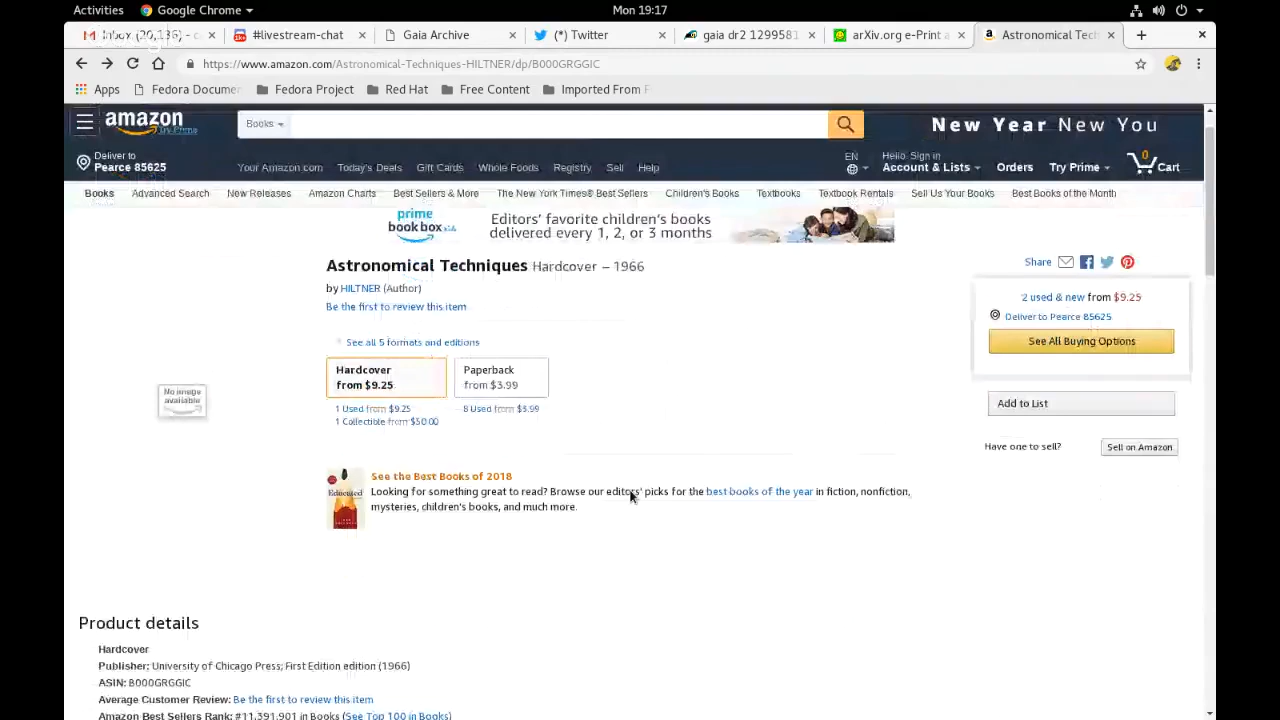 Activities Google Chrome Mon 19:17
#livestream-chat Gaia Archive (*) Twitter gaia dr2 1299581 arXiv.org e-Print a Astronomical Tech
https://www.amazon.com/Astronomical-Techniques-HILTNER/dp/B000GRGGIC
Apps Fedora Documen Fedora Project Red Hat Free Content Imported From F
amazon Try Prime Books New Year New You
Deliver to
Pearce 85625
Your Amazon.com Today's Deals Gift Cards Whole Foods Registry Sell Help
EN
Hello. Sign in
Account & Lists Orders Try Prime 0 Cart
Books Advanced Search New Releases Amazon Charts Best Sellers & More The New York Times® Best Sellers Children's Books Textbooks Textbook Rentals Sell Us Your Books Best Books of the Month
prime
book box kids
Editors' favorite children's books
delivered every 1, 2, or 3 months
Astronomical Techniques Hardcover – 1966
by HILTNER (Author)
Be the first to review this item
See all 5 formats and editions
Hardcover
from $9.25
Paperback
from $3.99
1 Used from $9.25
1 Collectible from $50.00
8 Used from $3.99
No image
available
Share
2 used & new from $9.25
Deliver to Pearce 85625
See All Buying Options
Add to List
Have one to sell? Sell on Amazon
Educated
See the Best Books of 2018
Looking for something great to read? Browse our editors' picks for the best books of the year in fiction, nonfiction,
mysteries, children's books, and much more.
Product details
Hardcover
Publisher: University of Chicago Press; First Edition edition (1966)
ASIN: B000GRGGIC
Average Customer Review: Be the first to review this item
Amazon Best Sellers Rank: #11,391,901 in Books (See Top 100 in Books)